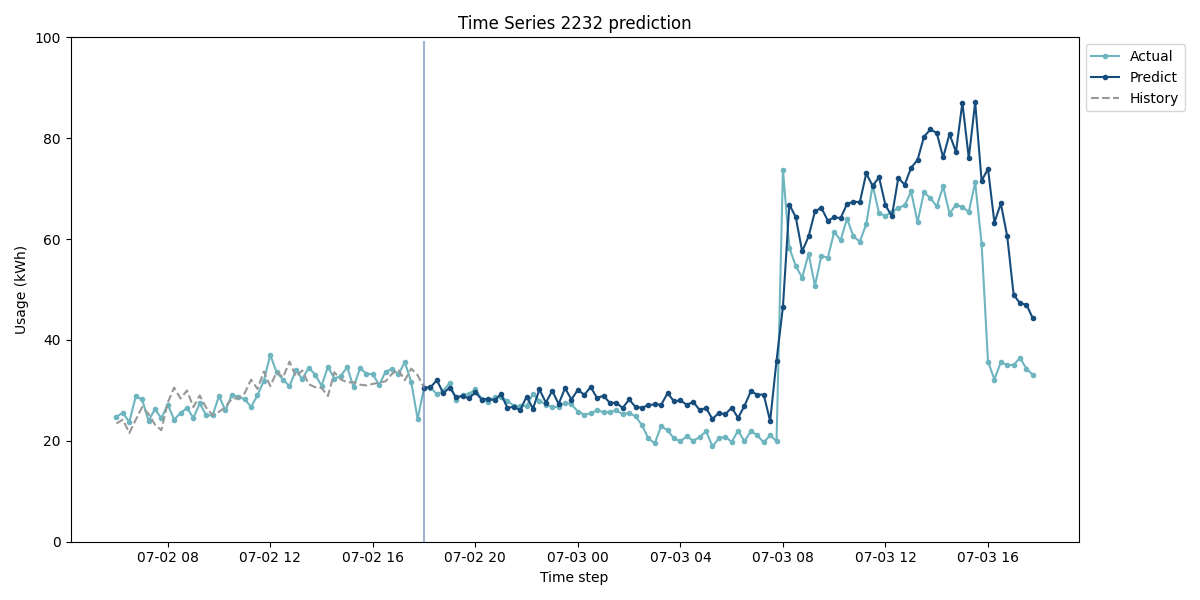 Time Series 2232 prediction
100
80
60
40
20
0
Usage (kWh)
07-02 08
07-02 12
07-02 16
07-02 20
07-03 00
07-03 04
07-03 08
07-03 12
07-03 16
Time step
Actual
Predict
History